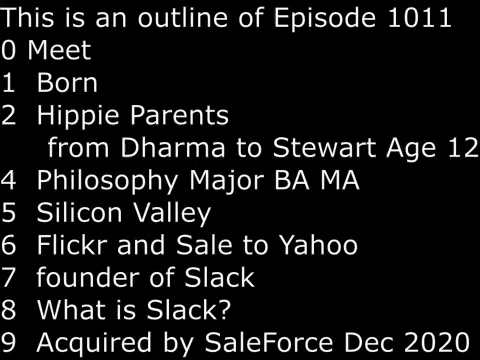 This is an outline of Episode 1011
0 Meet
1 Born
2 Hippie Parents
from Dharma to Stewart Age 12
4 Philosophy Major BA MA
5 Silicon Valley
6 Flickr and Sale to Yahoo
7 founder of Slack
8 What is Slack?
9 Acquired by SaleForce Dec 2020